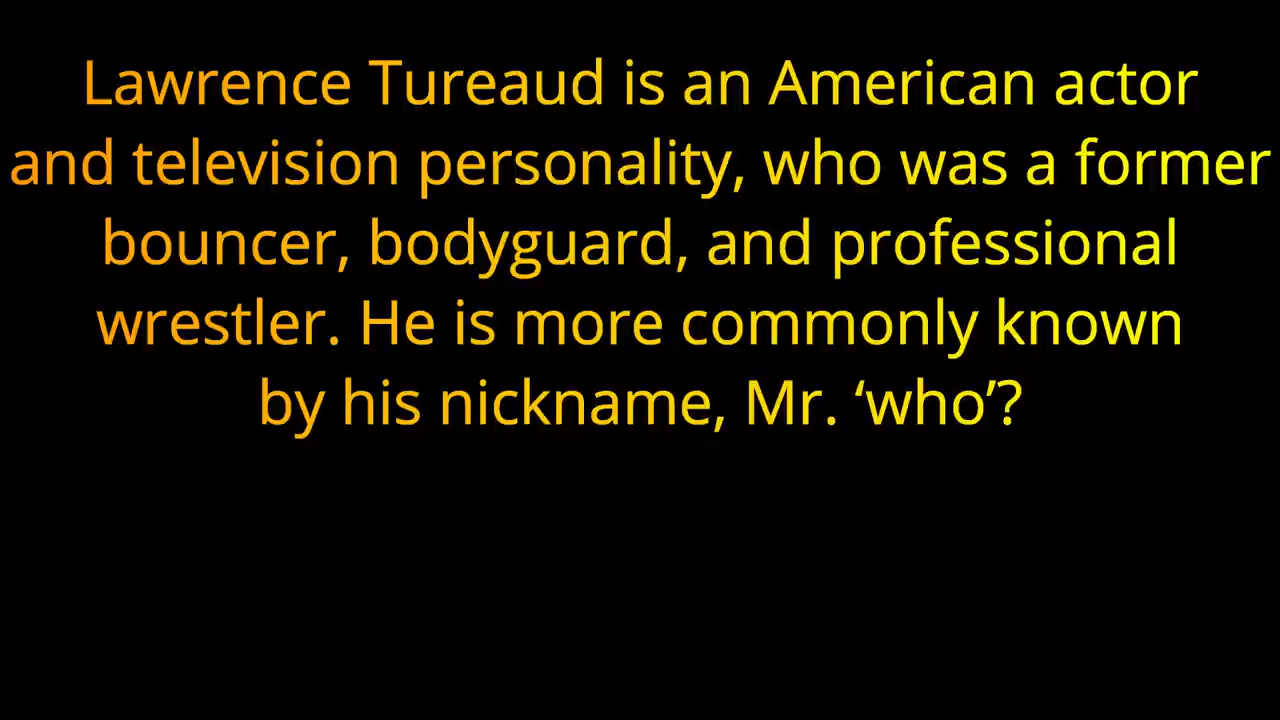 Lawrence Tureaud is an American actor
and television personality, who was a former
bouncer, bodyguard, and professional
wrestler. He is more commonly known
by his nickname, Mr. ‘who’?